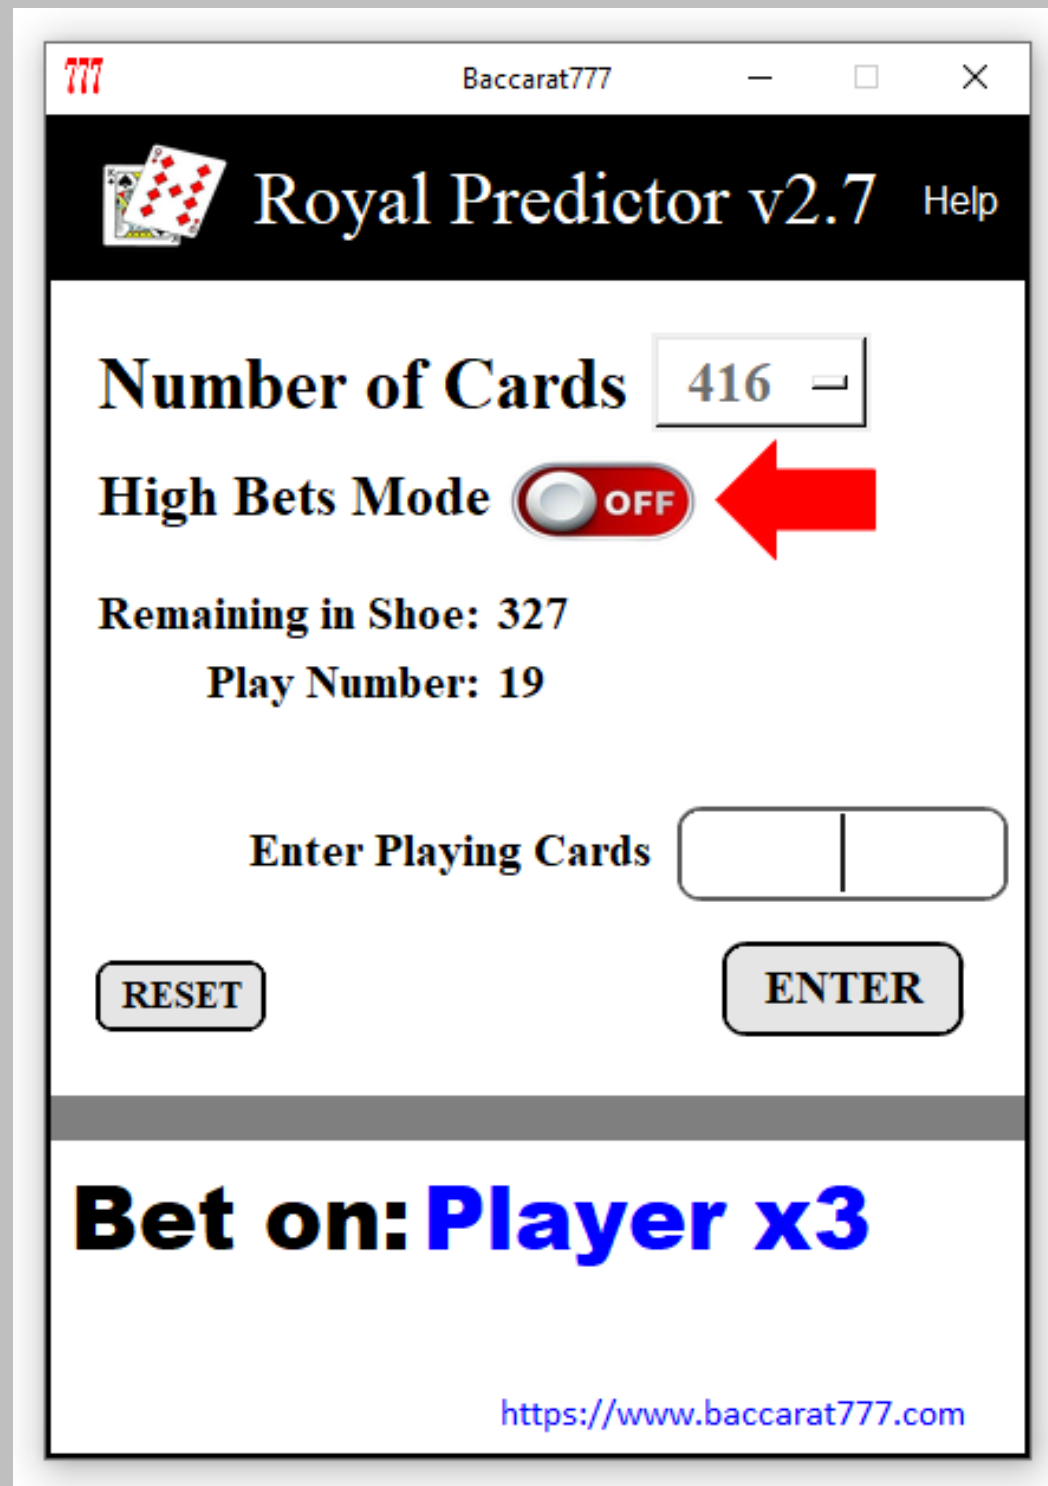 777 Baccarat777
Royal Predictor v2.7 Help
Number of Cards 416
High Bets Mode OFF
Remaining in Shoe: 327
Play Number: 19
Enter Playing Cards
RESET ENTER
Bet on: Player x3
https://www.baccarat777.com